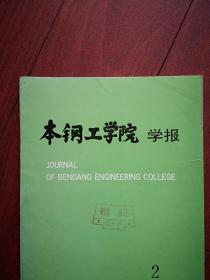 本钢工学院 学报
JOURNAL
OF BENGANG ENGINEERING COLLEGE
2